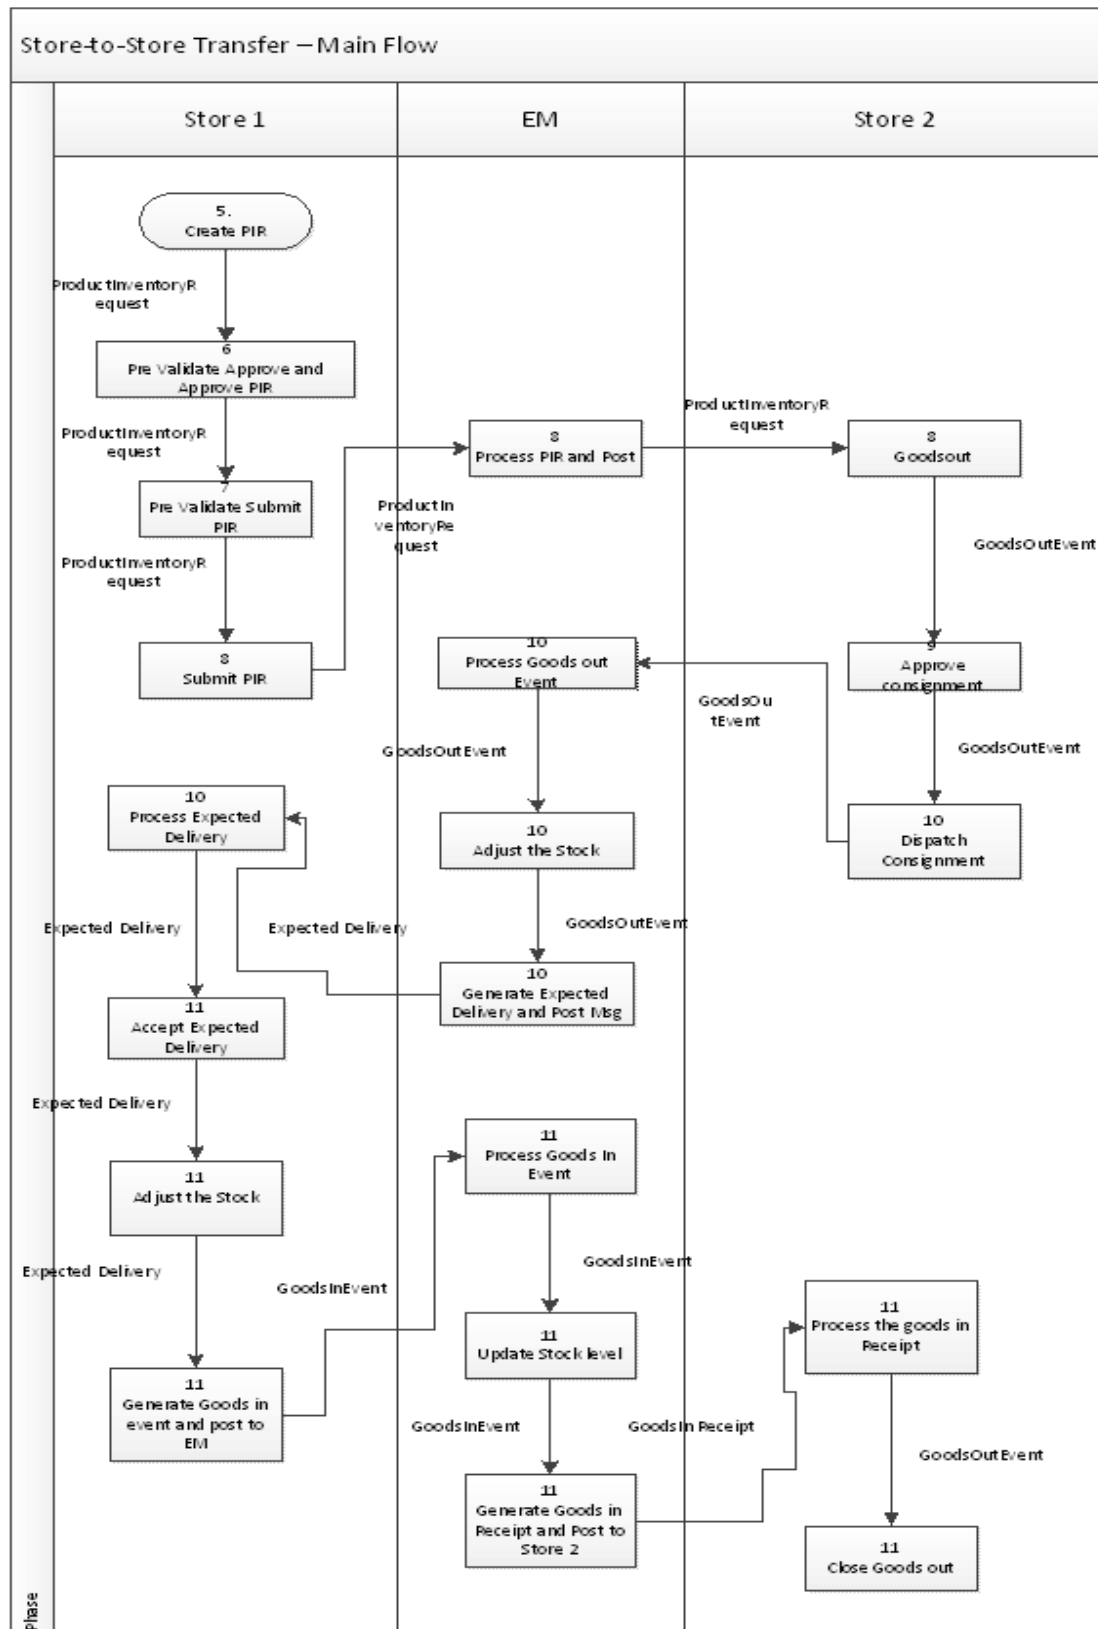 Store-to-Store Transfer – Main Flow
Store 1
EM
Store 2
5.
Create PIR
ProductInventoryR
equest
6
Pre Validate Approve and
Approve PIR
ProductInventoryR
equest
7
Pre Validate Submit
PIR
ProductInventoryR
equest
8
Submit PIR
ProductIn
ventoryRe
quest
8
Process PIR and Post
ProductInventoryR
equest
8
Goodsout
GoodsOutEvent
9
Approve
consignment
GoodsOutEvent
10
Dispatch
Consignment
GoodsOu
tEvent
10
Process Goods out
Event
GoodsOutEvent
10
Adjust the Stock
GoodsOutEvent
10
Generate Expected
Delivery and Post Msg
Expected Delivery
10
Process Expected
Delivery
Expected Delivery
11
Accept Expected
Delivery
Expected Delivery
11
Adjust the Stock
Expected Delivery
11
Generate Goods in
event and post to
EM
GoodsInEvent
11
Process Goods In
Event
GoodsInEvent
11
Update Stock level
GoodsInEvent
11
Generate Goods in
Receipt and Post to
Store 2
GoodsIn Receipt
11
Process the goods in
Receipt
GoodsOutEvent
11
Close Goods out
Phase